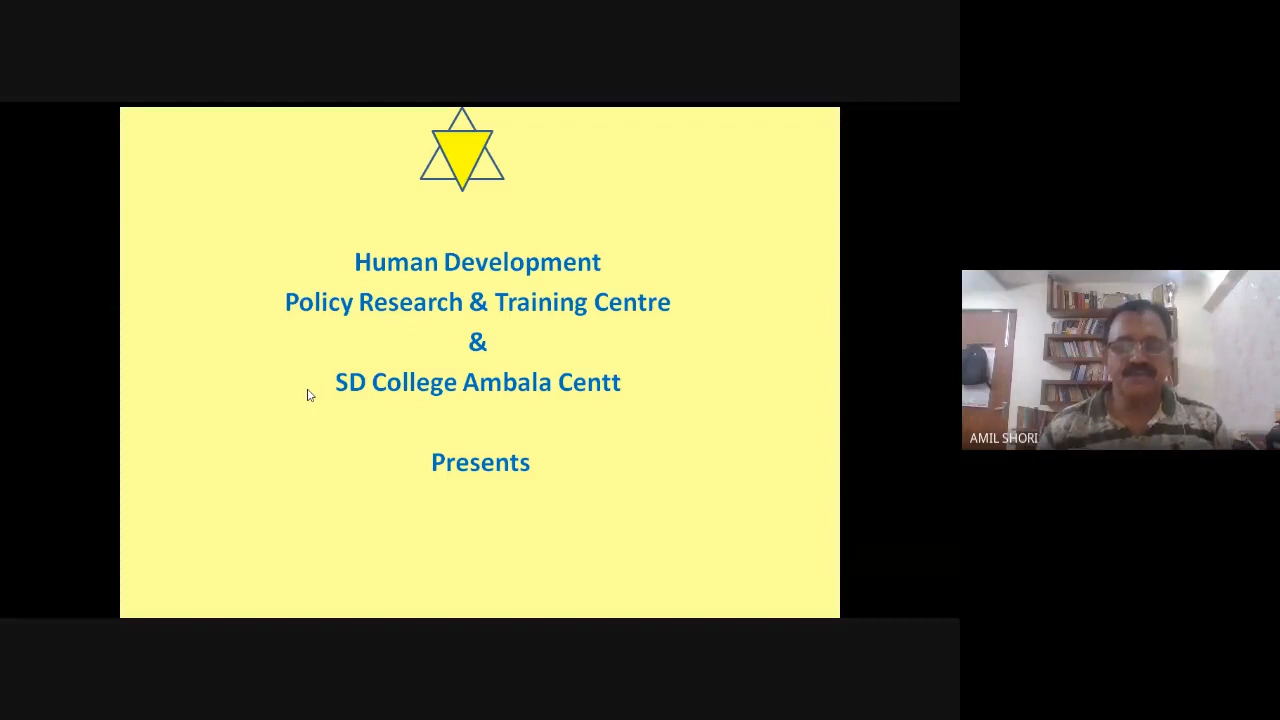 Human Development
Policy Research & Training Centre
&
SD College Ambala Centt
Presents
AMIL SHORI